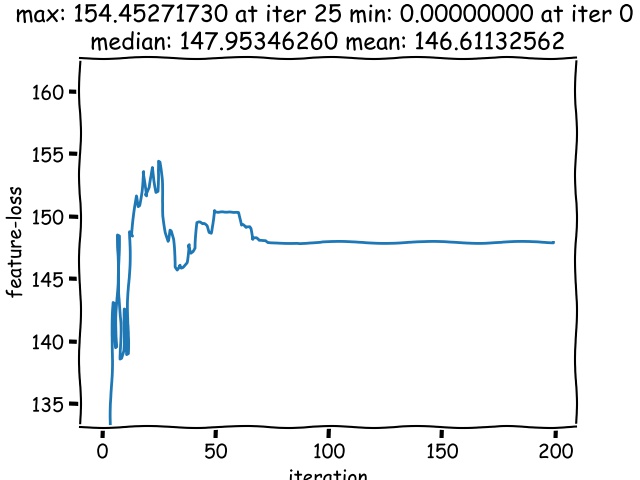 max: 154.45271730 at iter 25 min: 0.00000000 at iter 0
median: 147.95346260 mean: 146.61132562
160
155
150
145
140
135
feature-loss
0 50 100 150 200
iteration